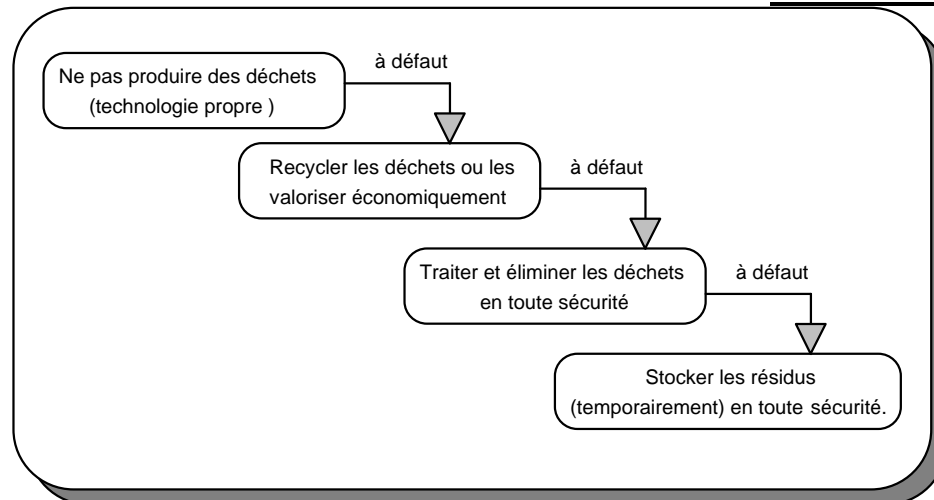 Ne pas produire des déchets
(technologie propre )
à défaut
Recycler les déchets ou les
valoriser économiquement
à défaut
Traiter et éliminer les déchets
en toute sécurité
à défaut
Stocker les résidus
(temporairement) en toute sécurité.